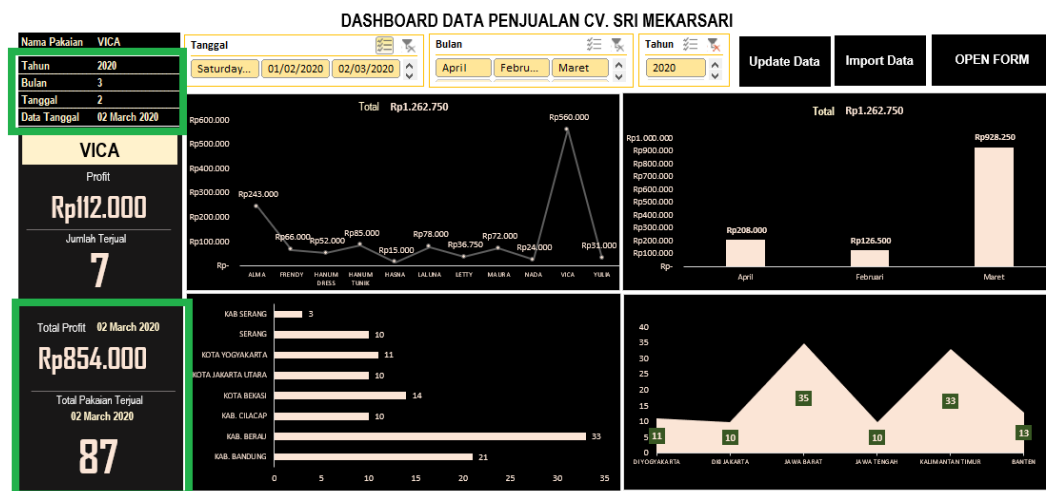 DASHBOARD DATA PENJUALAN CV. SRI MEKARSARI
Nama Pakaian VICA
Tahun 2020
Bulan 3
Tanggal 2
Data Tanggal 02 March 2020
VICA
Profit
Rp112.000
Jumlah Terjual
7
Total Profit 02 March 2020
Rp854.000
Total Pakaian Terjual
02 March 2020
87
Tanggal
Saturday... 01/02/2020 02/03/2020
Bulan
April Febru... Maret
Tahun
2020
Update Data
Import Data
OPEN FORM
Total Rp1.262.750
Rp600.000
Rp500.000
Rp400.000
Rp300.000
Rp200.000
Rp100.000
Rp-
Rp243.000
Rp66.000
Rp52.000
Rp85.000
Rp15.000
Rp78.000
Rp36.750
Rp72.000
Rp24.000
Rp560.000
Rp31.000
ALMA FRENDY HANUM DRESS HANUM TUNIK HASNA LALUNA LETTY MAURA NADA VICA YULIA
Total Rp1.262.750
Rp1.000.000
Rp900.000
Rp800.000
Rp700.000
Rp600.000
Rp500.000
Rp400.000
Rp300.000
Rp200.000
Rp100.000
Rp-
Rp208.000
Rp126.500
Rp928.250
April Februari Maret
KAB SERANG 3
SERANG 10
KOTA YOGYAKARTA 11
KOTA JAKARTA UTARA 10
KOTA BEKASI 14
KAB. CILACAP 10
KAB. BERAU 33
KAB. BANDUNG 21
0 5 10 15 20 25 30 35
40
35
30
25
20
15
10
5
0
11 10 35 10 33 13
DI YOGYAKARTA DKI JAKARTA JAWA BARAT JAWA TENGAH KALIMANTAN TIMUR BANTEN